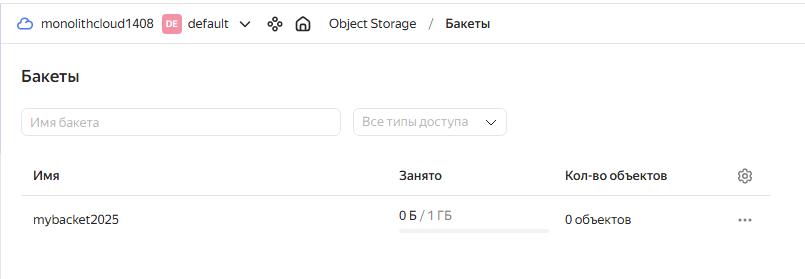 monolithcloud1408 DE default Object Storage / Бакеты
Бакеты
Имя бакета Все типы доступа
Имя Занято Кол-во объектов
mybacket2025 0 Б / 1 ГБ 0 объектов